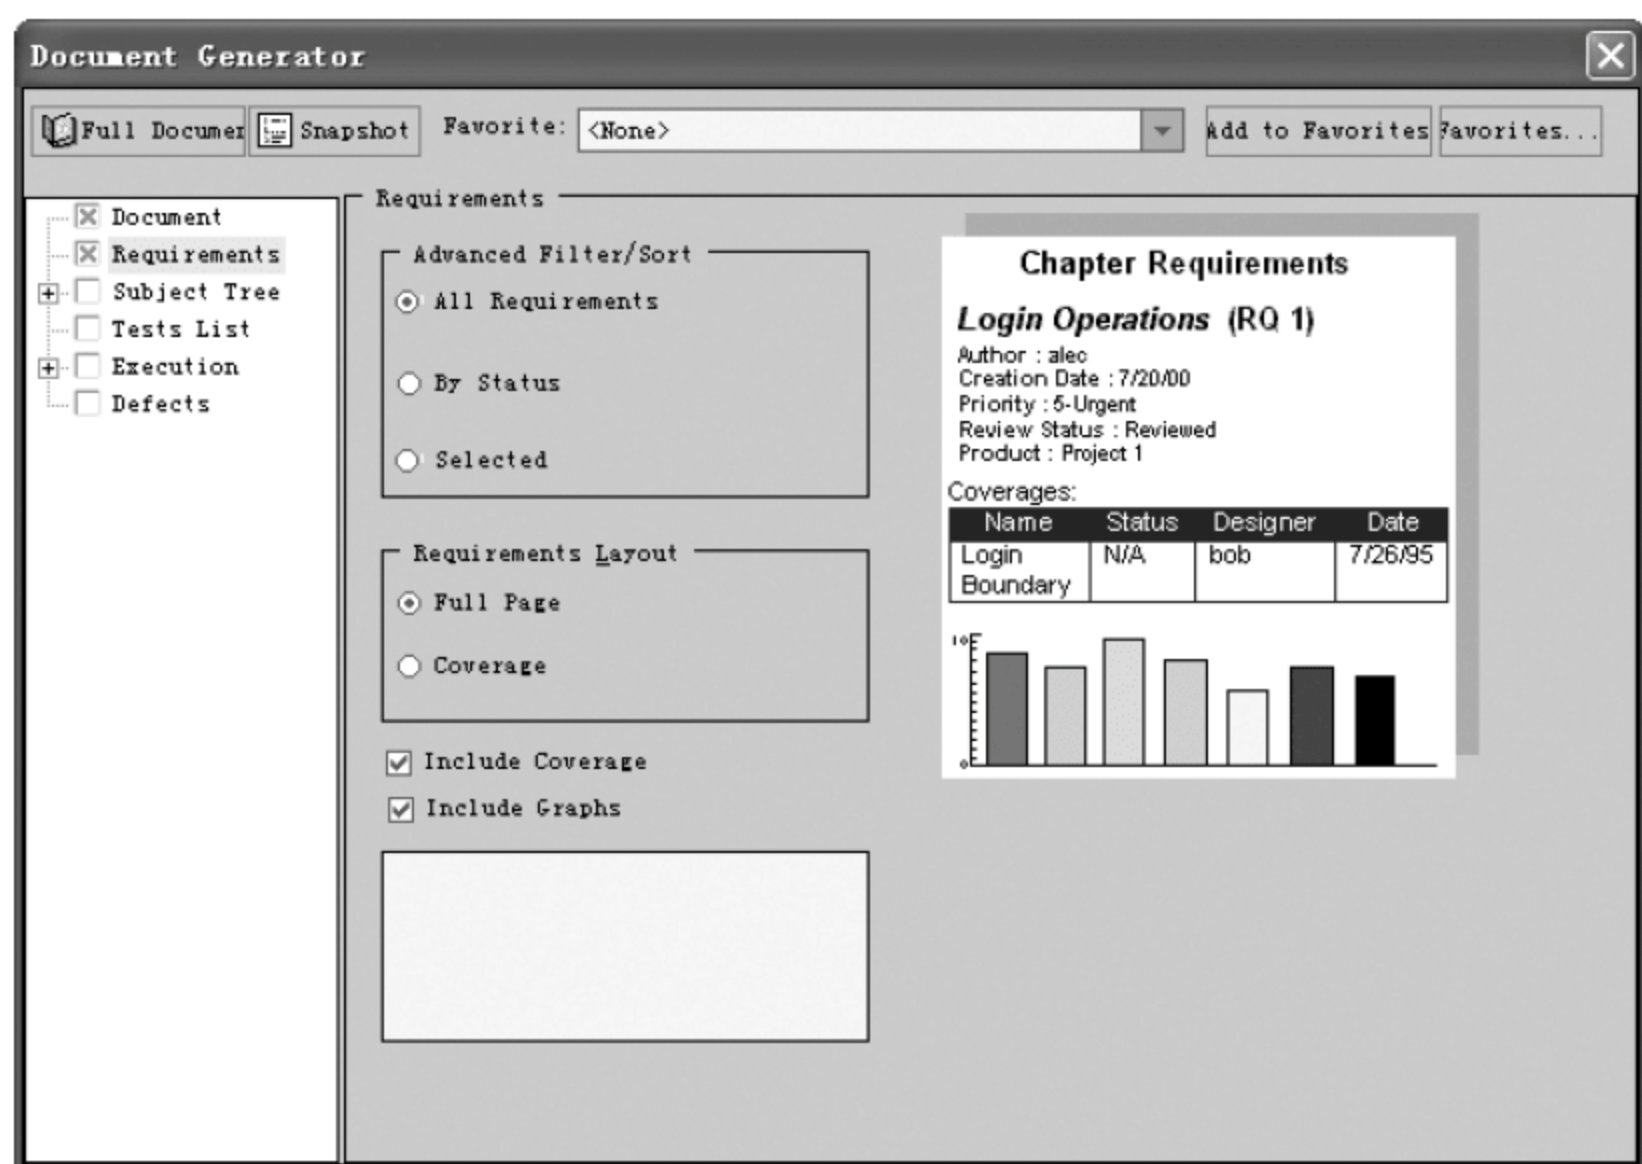 Document Generator
Full Documer Snapshot Favorite: <None> Add to Favorites Favorites...
Document
Requirements
Subject Tree
Tests List
Execution
Defects
Requirements
Advanced Filter/Sort
All Requirements
By Status
Selected
Requirements Layout
Full Page
Coverage
Include Coverage
Include Graphs
Chapter Requirements
Login Operations (RQ 1)
Author : alec
Creation Date : 7/20/00
Priority : 5-Urgent
Review Status : Reviewed
Product : Project 1
Coverages:
Name Status Designer Date
Login N/A bob 7/26/95
Boundary
10
0